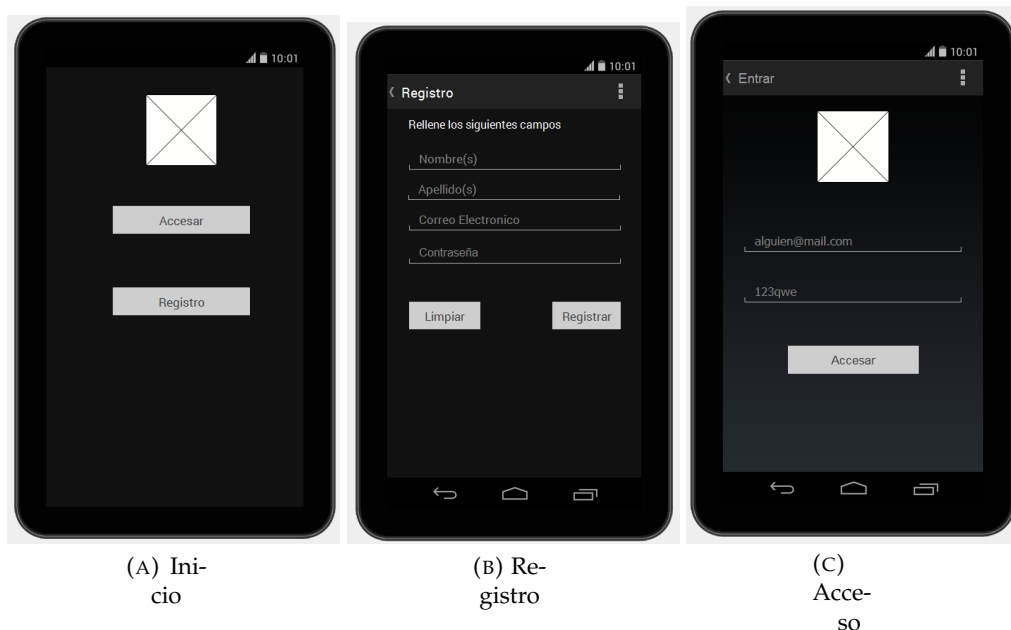 10:01
Accesar
Registro
(A) Ini-
cio
10:01
Registro
Rellene los siguientes campos
Nombre(s)
Apellido(s)
Correo Electronico
Contraseña
Limpiar
Registrar
(B) Re-
gistro
10:01
Entrar
alguien@mail.com
123qwe
Accesar
(C)
Acce-
so